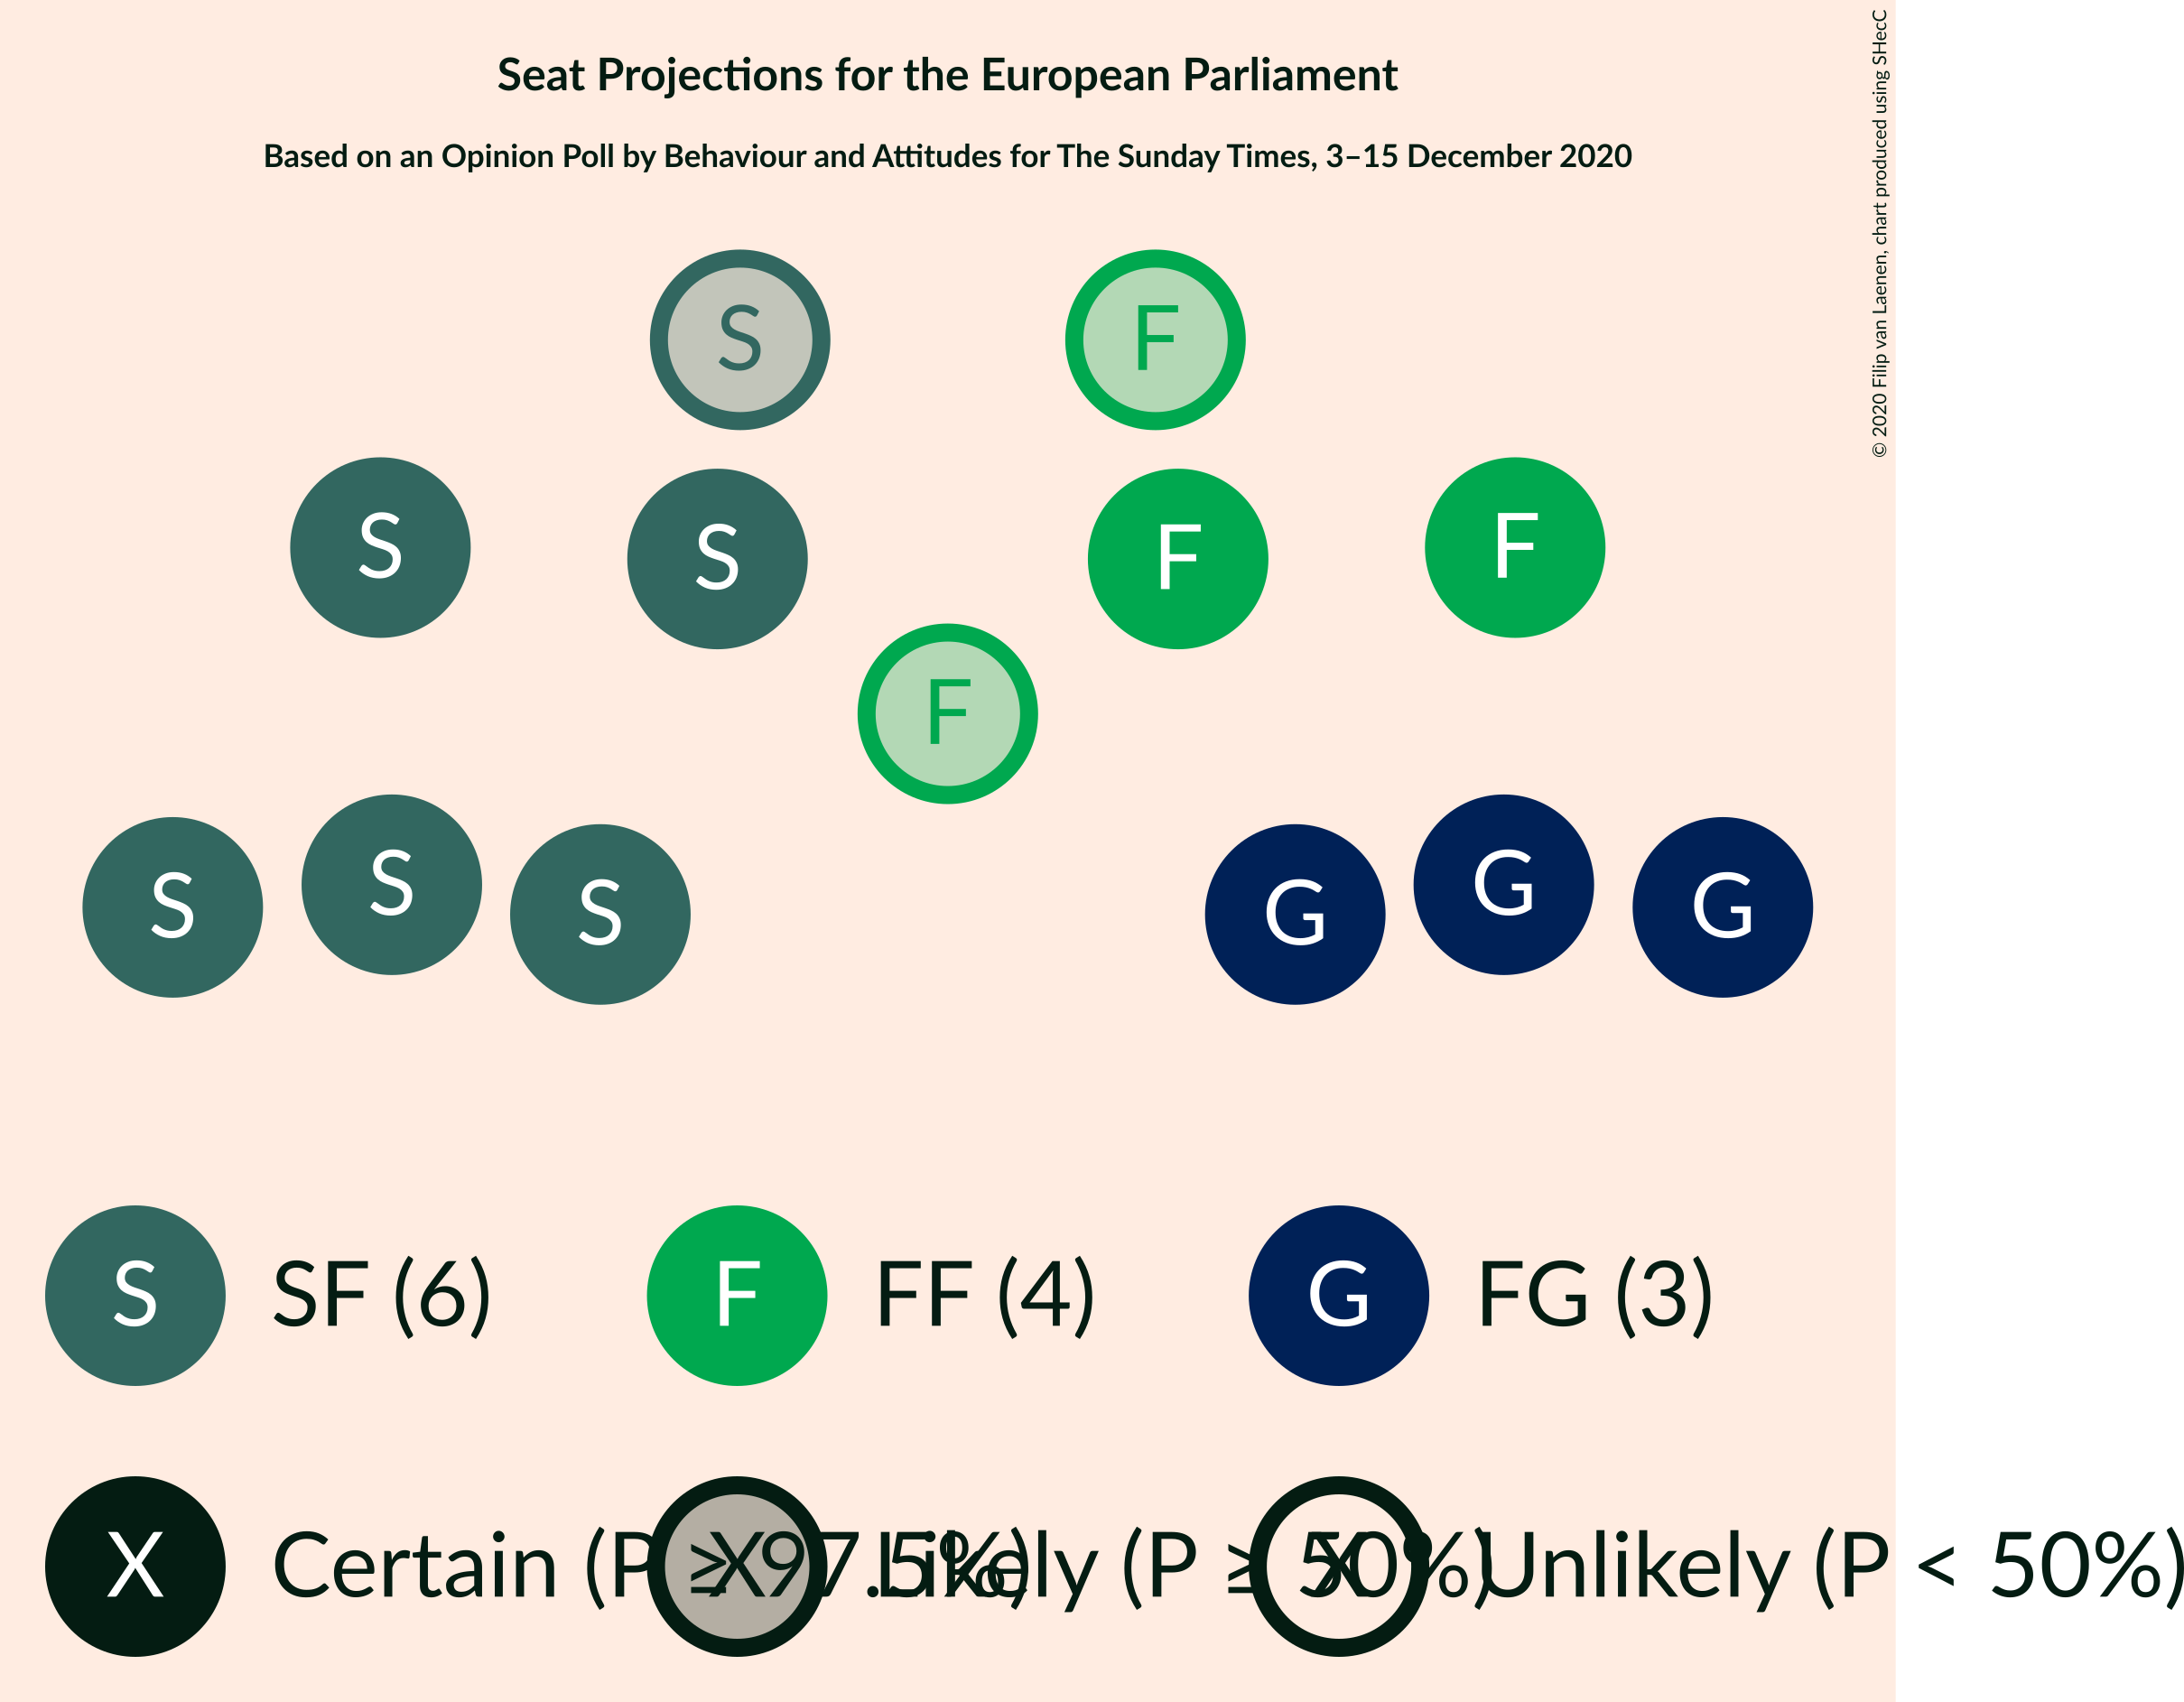 Seat Projections for the European Parliament
Based on an Opinion Poll by Behaviour and Attitudes for The Sunday Times, 3–15 December 2020
© 2020 Filip van Laenen, chart produced using SHecC
S F
S S F F
F
S S S G G G
S SF (6) F FF (4) G FG (3)
X Certain (P ≥ 97.5%) X Likely (P ≥ 50%) X Unlikely (P < 50%)